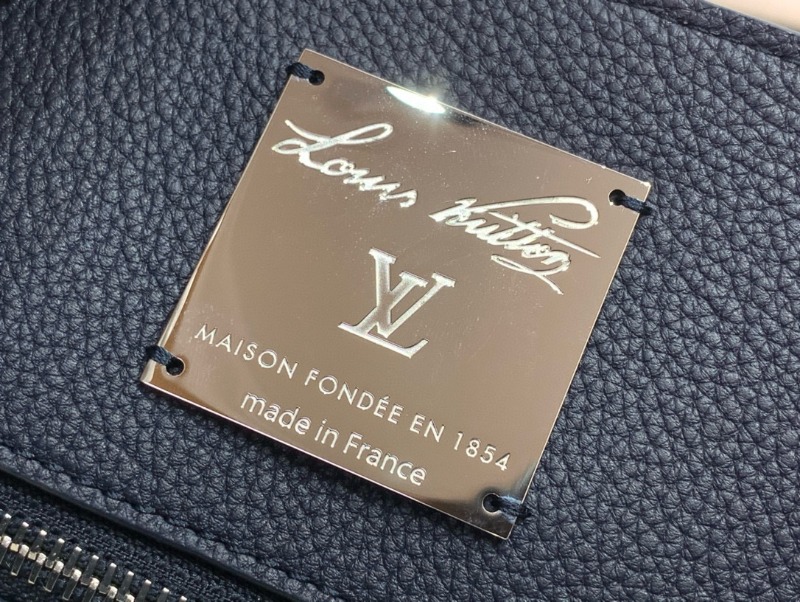 Louis Vuitton
LV
MAISON FONDÉE EN 1854
made in France